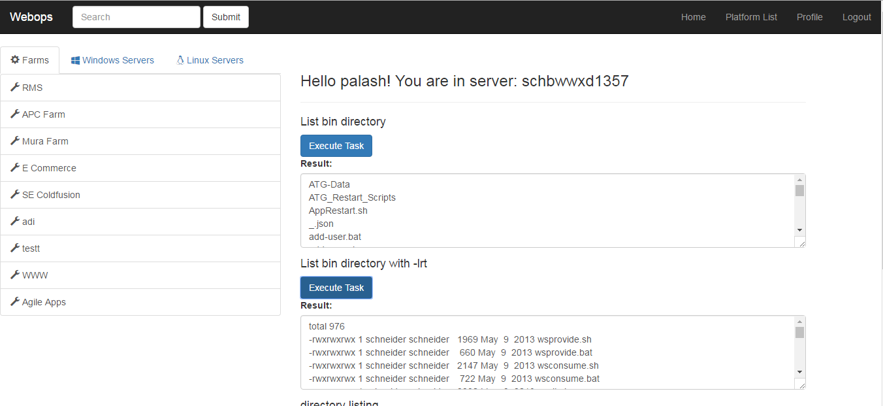 Webops
Search
Submit
Home
Platform List
Profile
Logout
Farms
Windows Servers
Linux Servers
RMS
APC Farm
Mura Farm
E Commerce
SE Coldfusion
adi
testt
WWW
Agile Apps
Hello palash! You are in server: schbwwxd1357
List bin directory
Execute Task
Result:
ATG-Data
ATG_Restart_Scripts
AppRestart.sh
_.json
add-user.bat
List bin directory with -lrt
Execute Task
Result:
total 976
-rwxrwxrwx 1 schneider schneider 1969 May 9 2013 wsprovide.sh
-rwxrwxrwx 1 schneider schneider 660 May 9 2013 wsprovide.bat
-rwxrwxrwx 1 schneider schneider 2147 May 9 2013 wsconsume.sh
-rwxrwxrwx 1 schneider schneider 722 May 9 2013 wsconsume.bat
directory listing